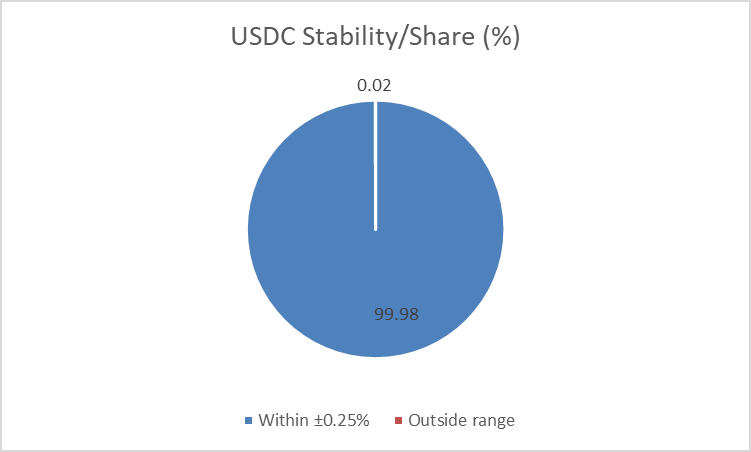 USDC Stability/Share (%)
0.02
99.98
Within ±0.25%
Outside range